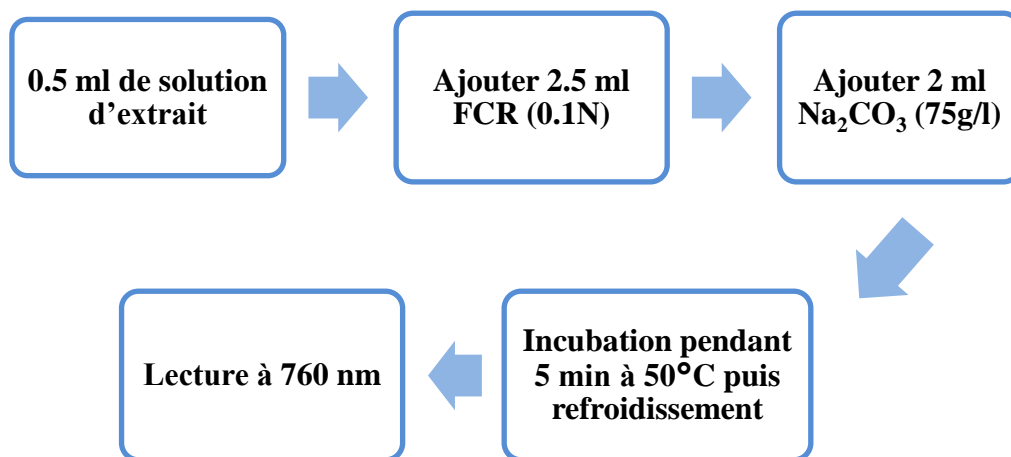 0.5 ml de solution
d’extrait
Ajouter 2.5 ml
FCR (0.1N)
Ajouter 2 ml
Na₂CO₃ (75g/l)
Incubation pendant
5 min à 50°C puis
refroidissement
Lecture à 760 nm